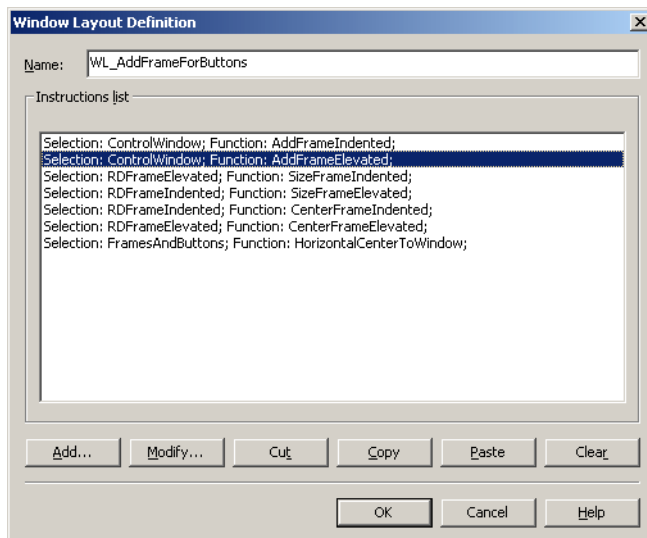 Window Layout Definition
Name: WL_AddFrameForButtons
Instructions list
Selection: ControlWindow; Function: AddFrameIndented;
Selection: ControlWindow; Function: AddFrameElevated;
Selection: RDFrameElevated; Function: SizeFrameIndented;
Selection: RDFrameIndented; Function: SizeFrameElevated;
Selection: RDFrameIndented; Function: CenterFrameIndented;
Selection: RDFrameElevated; Function: CenterFrameElevated;
Selection: FramesAndButtons; Function: HorizontalCenterToWindow;
Add... Modify... Cut Copy Paste Clear
OK Cancel Help